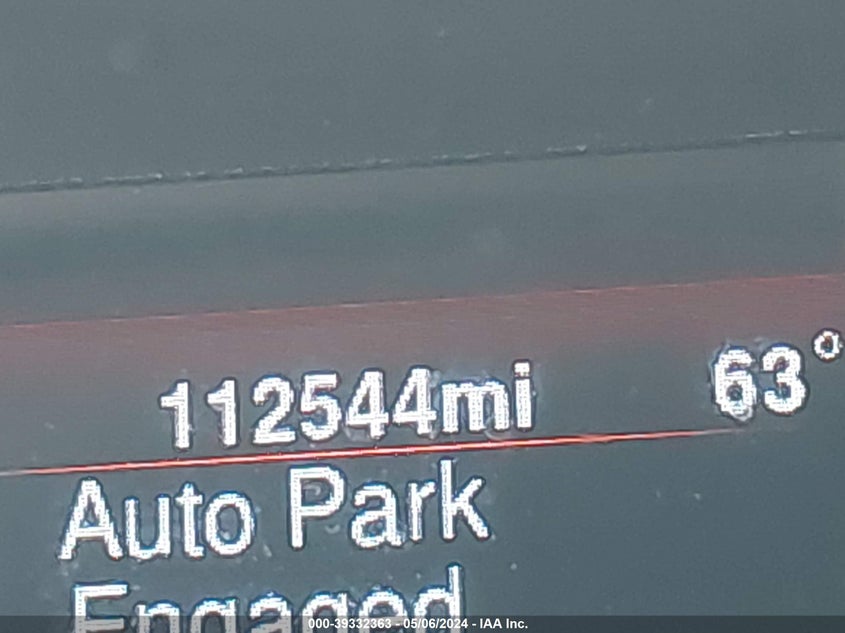 112544mi 63°
Auto Park
Engaged
000-39332363 - 05/06/2024 - IAA Inc.